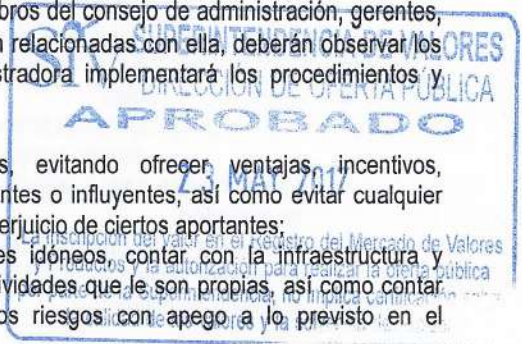 bros del consejo de administración, gerentes,
n relacionadas con ella, deberán observar los
SUPERINTENDENCIA DE VALORES
stradora implementará los procedimientos y
DIRECCIÓN DE OFERTA PÚBLICA
APROBADO
s, evitando ofrecer ventajas, incentivos,
23 MAY 2017
ntes o influyentes, así como evitar cualquier
erjuicio de ciertos aportantes;
La inscripción del valor en el Registro del Mercado de Valores
es idóneos, contar con la infraestructura y
y Productos y la autorización para realizar la oferta pública
ividades que le son propias, así como contar
por parte de la Superintendencia, no implica certificación
os riesgos con apego a lo previsto en el
valores y la